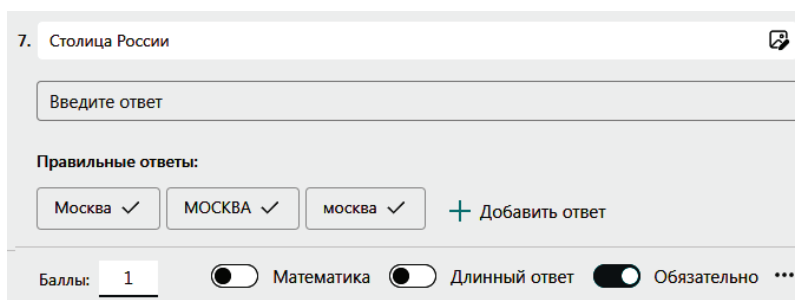 7. Столица России
Введите ответ
Правильные ответы:
Москва МОСКВА москва Добавить ответ
Баллы: 1 Математика Длинный ответ Обязательно ...